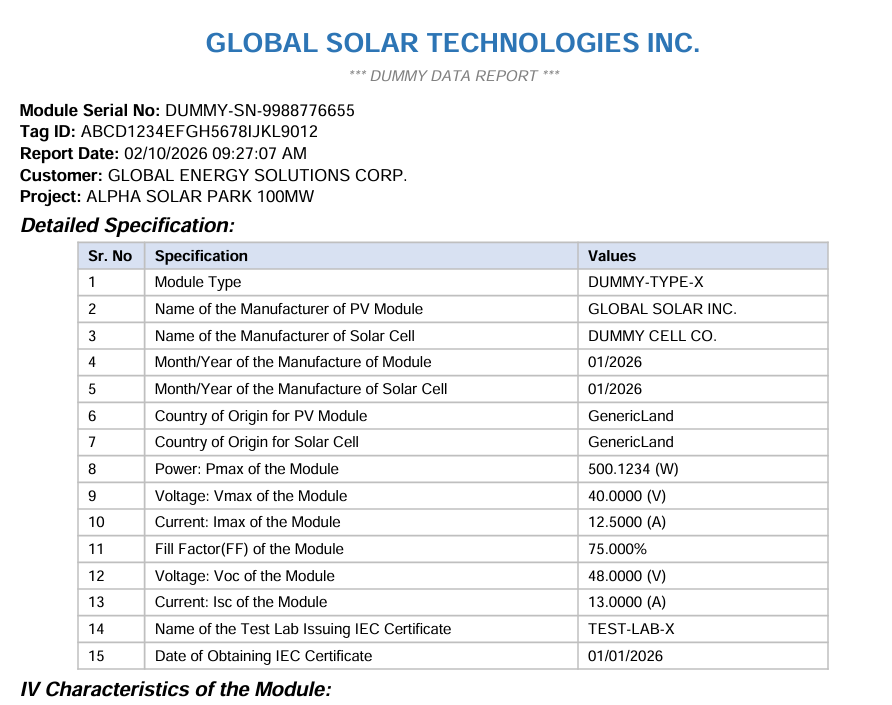 GLOBAL SOLAR TECHNOLOGIES INC.
*** DUMMY DATA REPORT ***
Module Serial No: DUMMY-SN-9988776655
Tag ID: ABCD1234EFGH5678IJKL9012
Report Date: 02/10/2026 09:27:07 AM
Customer: GLOBAL ENERGY SOLUTIONS CORP.
Project: ALPHA SOLAR PARK 100MW
Detailed Specification:
Sr. No Specification Values
1 Module Type DUMMY-TYPE-X
2 Name of the Manufacturer of PV Module GLOBAL SOLAR INC.
3 Name of the Manufacturer of Solar Cell DUMMY CELL CO.
4 Month/Year of the Manufacture of Module 01/2026
5 Month/Year of the Manufacture of Solar Cell 01/2026
6 Country of Origin for PV Module GenericLand
7 Country of Origin for Solar Cell GenericLand
8 Power: Pmax of the Module 500.1234 (W)
9 Voltage: Vmax of the Module 40.0000 (V)
10 Current: Imax of the Module 12.5000 (A)
11 Fill Factor(FF) of the Module 75.000%
12 Voltage: Voc of the Module 48.0000 (V)
13 Current: Isc of the Module 13.0000 (A)
14 Name of the Test Lab Issuing IEC Certificate TEST-LAB-X
15 Date of Obtaining IEC Certificate 01/01/2026
IV Characteristics of the Module: